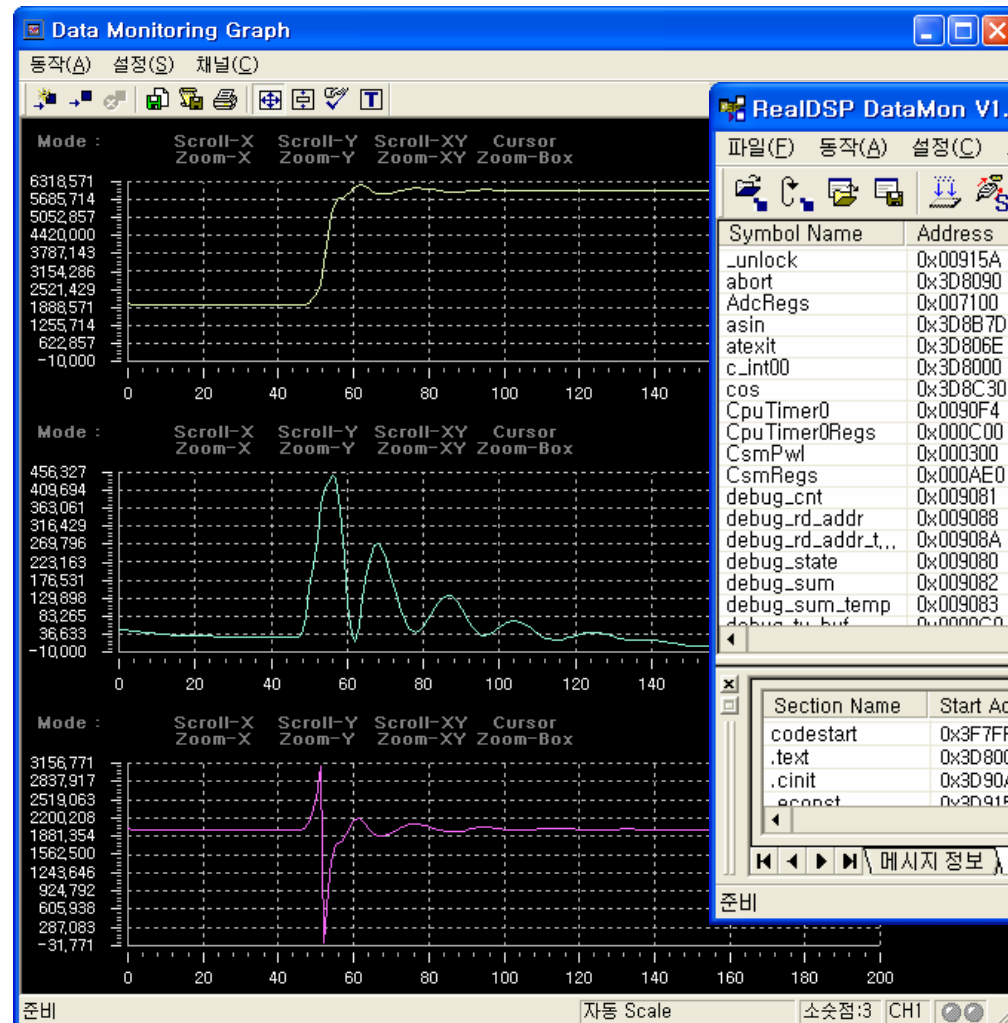 Data Monitoring Graph
동작(A) 설정(S) 채널(C)
Mode : Scroll-X Scroll-Y Scroll-XY Cursor
Zoom-X Zoom-Y Zoom-XY Zoom-Box
6318,571
5685,714
5052,857
4420,000
3787,143
3154,286
2521,429
1888,571
1255,714
622,857
-10,000
0 20 40 60 80 100 120 140
Mode : Scroll-X Scroll-Y Scroll-XY Cursor
Zoom-X Zoom-Y Zoom-XY Zoom-Box
456,327
409,694
363,061
316,429
269,796
223,163
176,531
129,898
83,265
36,633
-10,000
0 20 40 60 80 100 120 140
Mode : Scroll-X Scroll-Y Scroll-XY Cursor
Zoom-X Zoom-Y Zoom-XY Zoom-Box
3156,771
2837,917
2519,063
2200,208
1881,354
1562,500
1243,646
924,792
605,938
287,083
-31,771
0 20 40 60 80 100 120 140 160 180 200
준비 자동 Scale 소숫점:3 CH1
RealDSP DataMon V1.
파일(F) 동작(A) 설정(C)
Symbol Name Address
_unlock 0x00915A
abort 0x3D8090
AdcRegs 0x007100
asin 0x3D8B7D
atexit 0x3D806E
c_int00 0x3D8000
cos 0x3D8C30
CpuTimer0 0x0090F4
CpuTimer0Regs 0x000C00
CsmPwl 0x000300
CsmRegs 0x000AE0
debug_cnt 0x009081
debug_rd_addr 0x009088
debug_rd_addr_t... 0x00908A
debug_state 0x009080
debug_sum 0x009082
debug_sum_temp 0x009083
Section Name Start Ad
codestart 0x3F7FF
.text 0x3D800
.cinit 0x3D90A
.econst 0x3D915
메시지 정보
준비